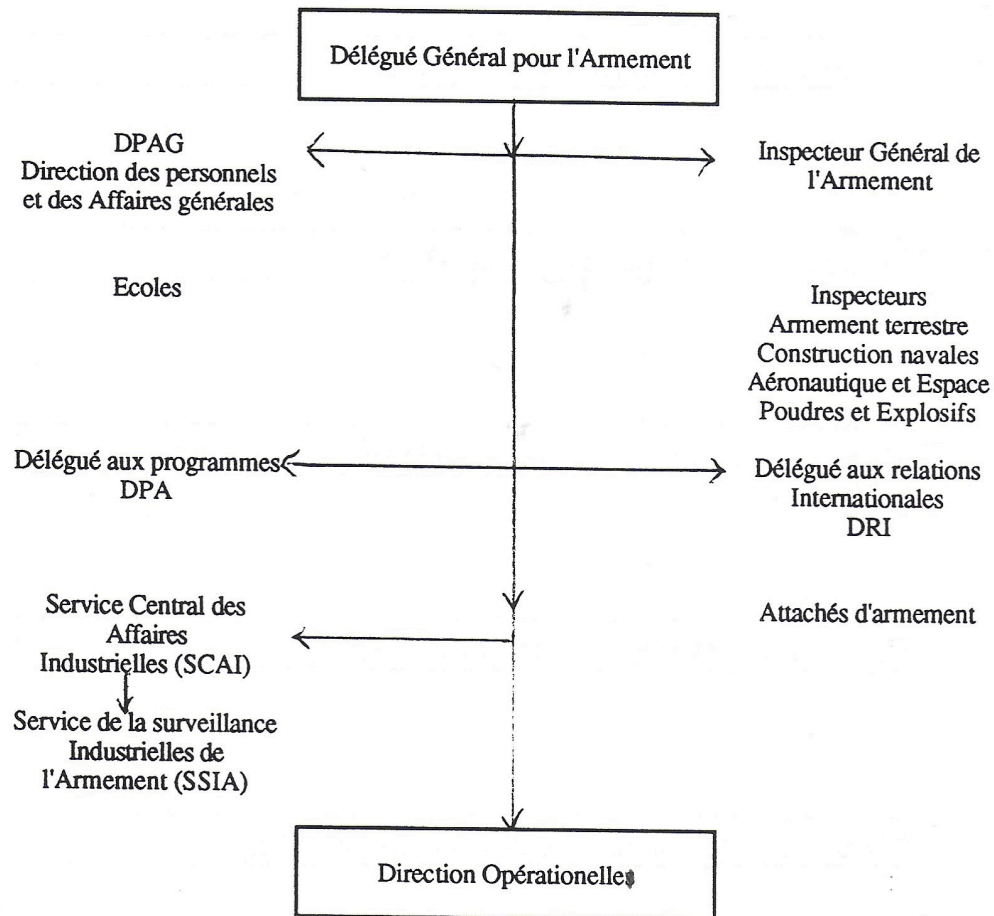 Délégué Général pour l'Armement
DPAG
Direction des personnels
et des Affaires générales
Inspecteur Général de
l'Armement
Ecoles
Inspecteurs
Armement terrestre
Construction navales
Aéronautique et Espace
Poudres et Explosifs
Délégué aux programmes
DPA
Délégué aux relations
Internationales
DRI
Service Central des
Affaires
Industrielles (SCAI)
Attachés d'armement
Service de la surveillance
Industrielles de
l'Armement (SSIA)
Direction Opérationelles